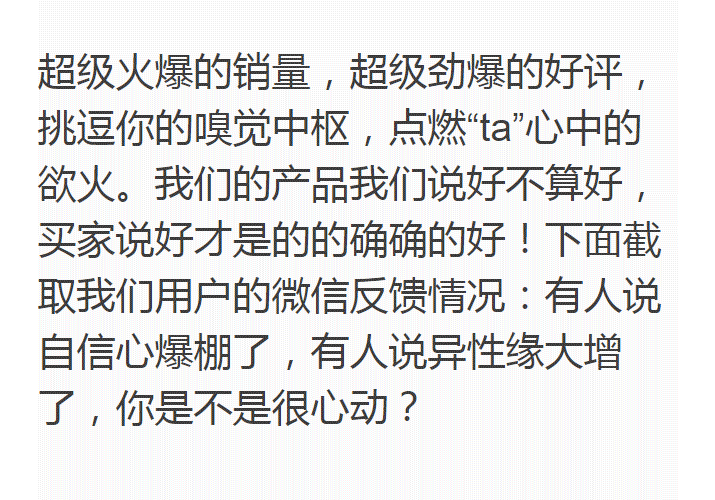 超级火爆的销量，超级劲爆的好评，
挑逗你的嗅觉中枢，点燃“ta”心中的
欲火。我们的产品我们说好不算好，
买家说好才是的的确确的好！下面截
取我们用户的微信反馈情况：有人说
自信心爆棚了，有人说异性缘大增
了，你是不是很心动？